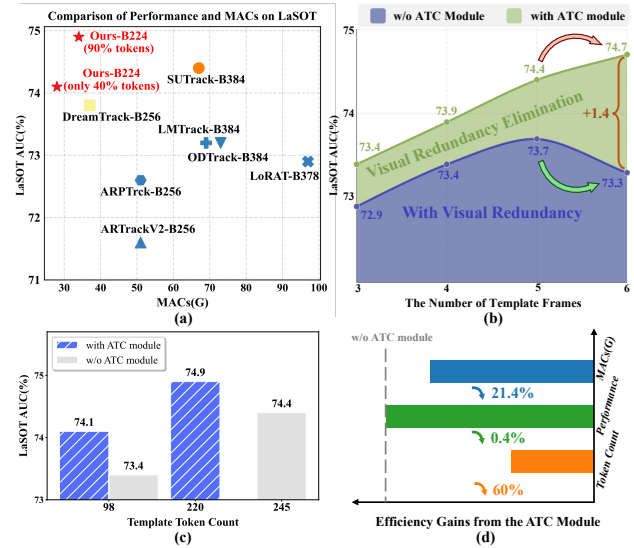 Comparison of Performance and MACs on LaSOT
LaSOT AUC(%)
75
74
73
72
71
Ours-B224
(90% tokens)
Ours-B224
(only 40% tokens)
SUTrack-B384
DreamTrack-B256
LMTrack-B384
ODTrack-B384
LoRAT-B378
ARPTrck-B256
ARTrackV2-B256
30 40 50 60 70 80 90 100
MACs(G)
(a)
w/o ATC Module
with ATC module
LaSOT AUC(%)
75
74
73
73.4
73.9
74.4
74.7
+1.4
Visual Redundancy Elimination
72.9
73.4
73.7
73.3
With Visual Redundancy
3 4 5 6
The Number of Template Frames
(b)
with ATC module
w/o ATC module
LaSOT AUC(%)
75
74
73
74.1
73.4
74.9
74.4
98 220 245
Template Token Count
(c)
w/o ATC module
MACs(G)
21.4%
Performance
0.4%
Token Count
60%
Efficiency Gains from the ATC Module
(d)